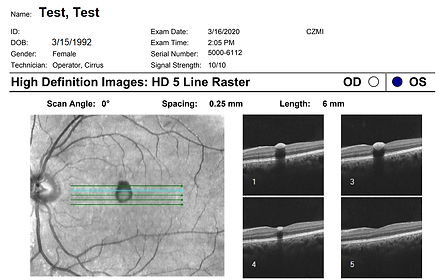 Name: Test, Test
ID: Exam Date: 3/16/2020 CZMI
DOB: 3/15/1992 Exam Time: 2:05 PM
Gender: Female Serial Number: 5000-6112
Technician: Operator, Cirrus Signal Strength: 10/10
High Definition Images: HD 5 Line Raster OD OS
Scan Angle: 0° Spacing: 0.25 mm Length: 6 mm
1 3
4 5